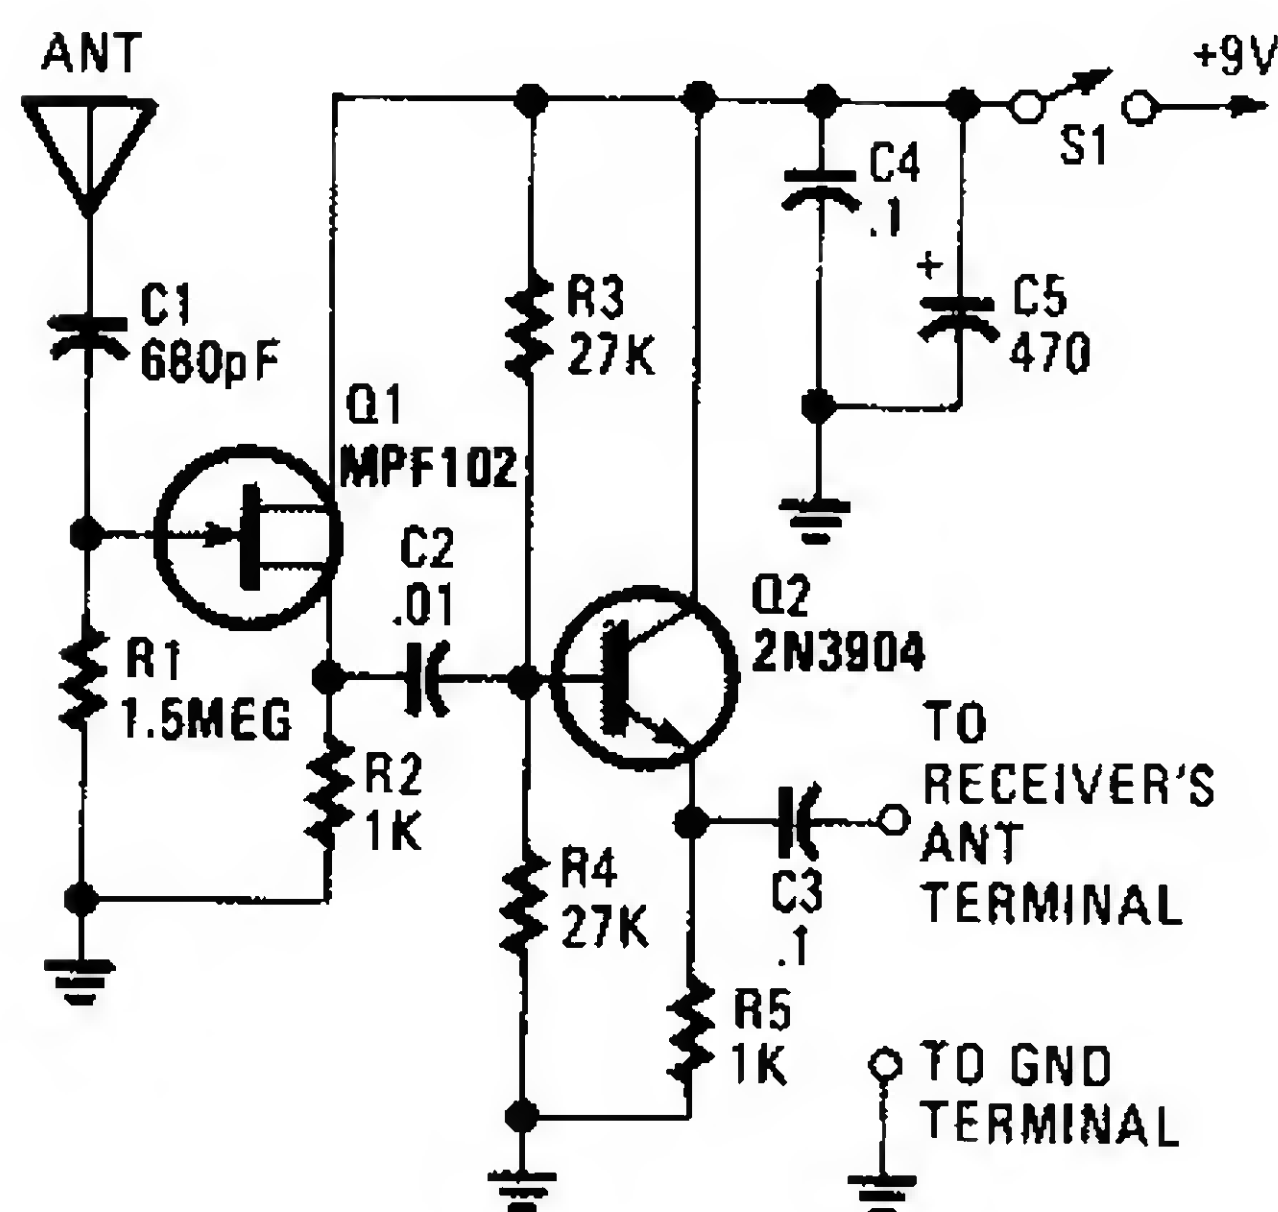 ANT
+9V
S1
C4
.1
+
C5
470
C1
680pF
R3
27K
Q1
MPF102
C2
.01
Q2
2N3904
R1
1.5MEG
R2
1K
TO
RECEIVER'S
ANT
TERMINAL
C3
.1
R4
27K
R5
1K
TO GND
TERMINAL